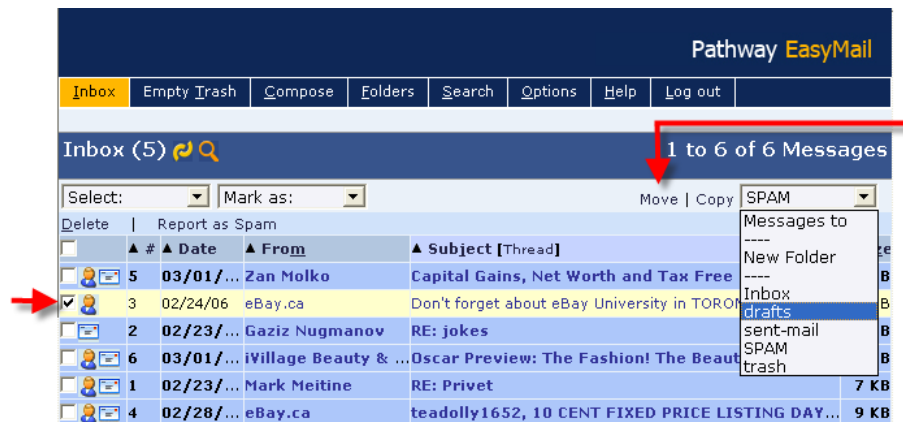 Pathway EasyMail
Inbox Empty Trash Compose Folders Search Options Help Log out
Inbox (5) 1 to 6 of 6 Messages
Select: Mark as: Move | Copy SPAM
Delete | Report as Spam
Messages to
----
New Folder
----
Inbox
drafts
sent-mail
SPAM
trash
▲ # ▲ Date ▲ From ▲ Subject [Thread]
5 03/01/... Zan Molko Capital Gains, Net Worth and Tax Free B
3 02/24/06 eBay.ca Don't forget about eBay University in B
2 02/23/... Gaziz Nugmanov RE: jokes B
6 03/01/... iVillage Beauty & ...Oscar Preview: The Fashion! The Beaut B
1 02/23/... Mark Meitine RE: Privet 7 KB
4 02/28/... eBay.ca teadolly1652, 10 CENT FIXED PRICE LISTING DAY... 9 KB